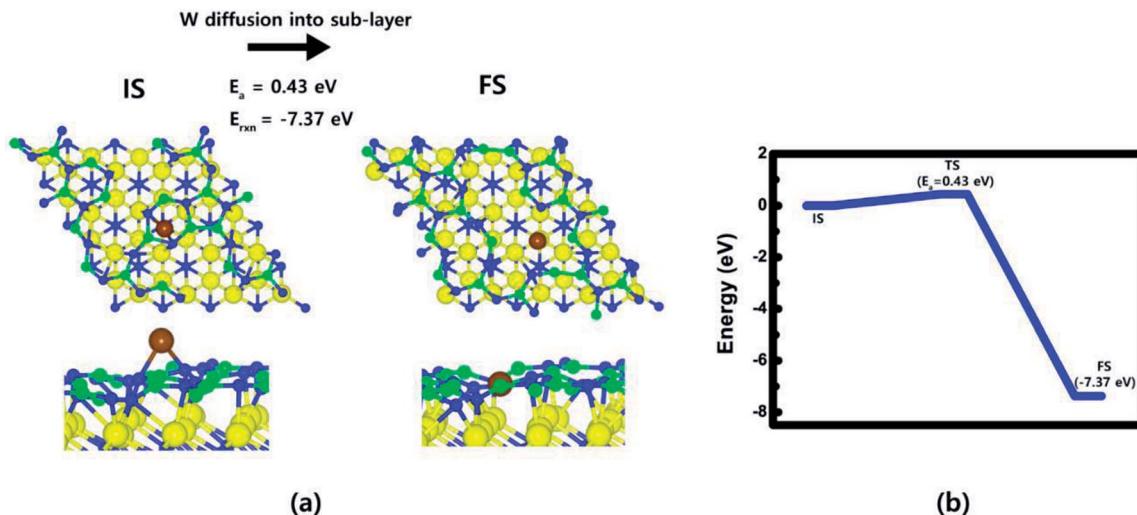 W diffusion into sub-layer
IS
Ea = 0.43 eV
Erxn = -7.37 eV
FS
(a)
Energy (eV)
2
0
-2
-4
-6
-8
IS
TS
(Ea=0.43 eV)
FS
(-7.37 eV)
(b)